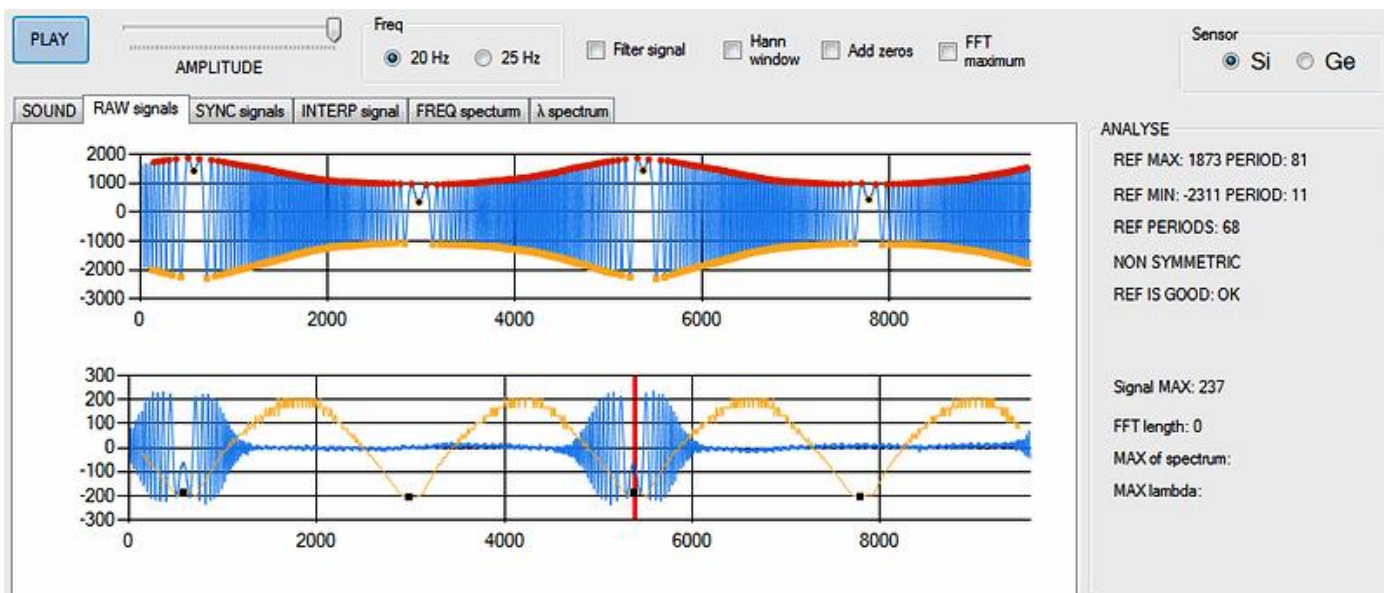 PLAY
AMPLITUDE
Freq
20 Hz 25 Hz
Filter signal
Hann
window
Add zeros
FFT
maximum
Sensor
Si Ge
SOUND RAW signals SYNC signals INTERP signal FREQ specturm λ spectrum
2000
1000
0
-1000
-2000
-3000
0 2000 4000 6000 8000
300
200
100
0
-100
-200
-300
0 2000 4000 6000 8000
ANALYSE
REF MAX: 1873 PERIOD: 81
REF MIN: -2311 PERIOD: 11
REF PERIODS: 68
NON SYMMETRIC
REF IS GOOD: OK
Signal MAX: 237
FFT length: 0
MAX of spectrum:
MAX lambda: